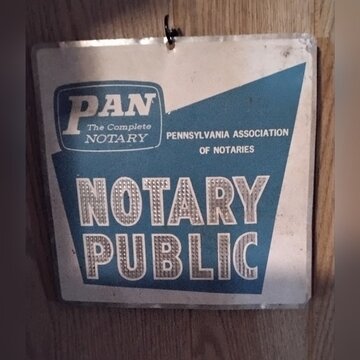 PAN
The Complete
NOTARY
PENNSYLVANIA ASSOCIATION
OF NOTARIES
NOTARY
PUBLIC